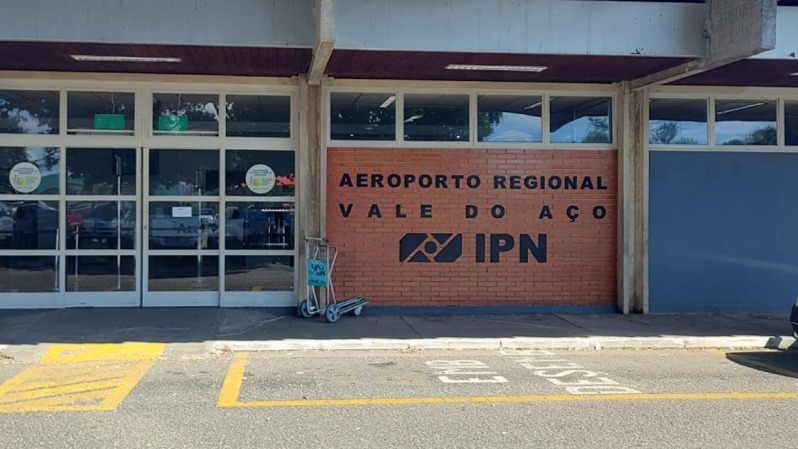 AEROPORTO REGIONAL
VALE DO AÇO
IPN